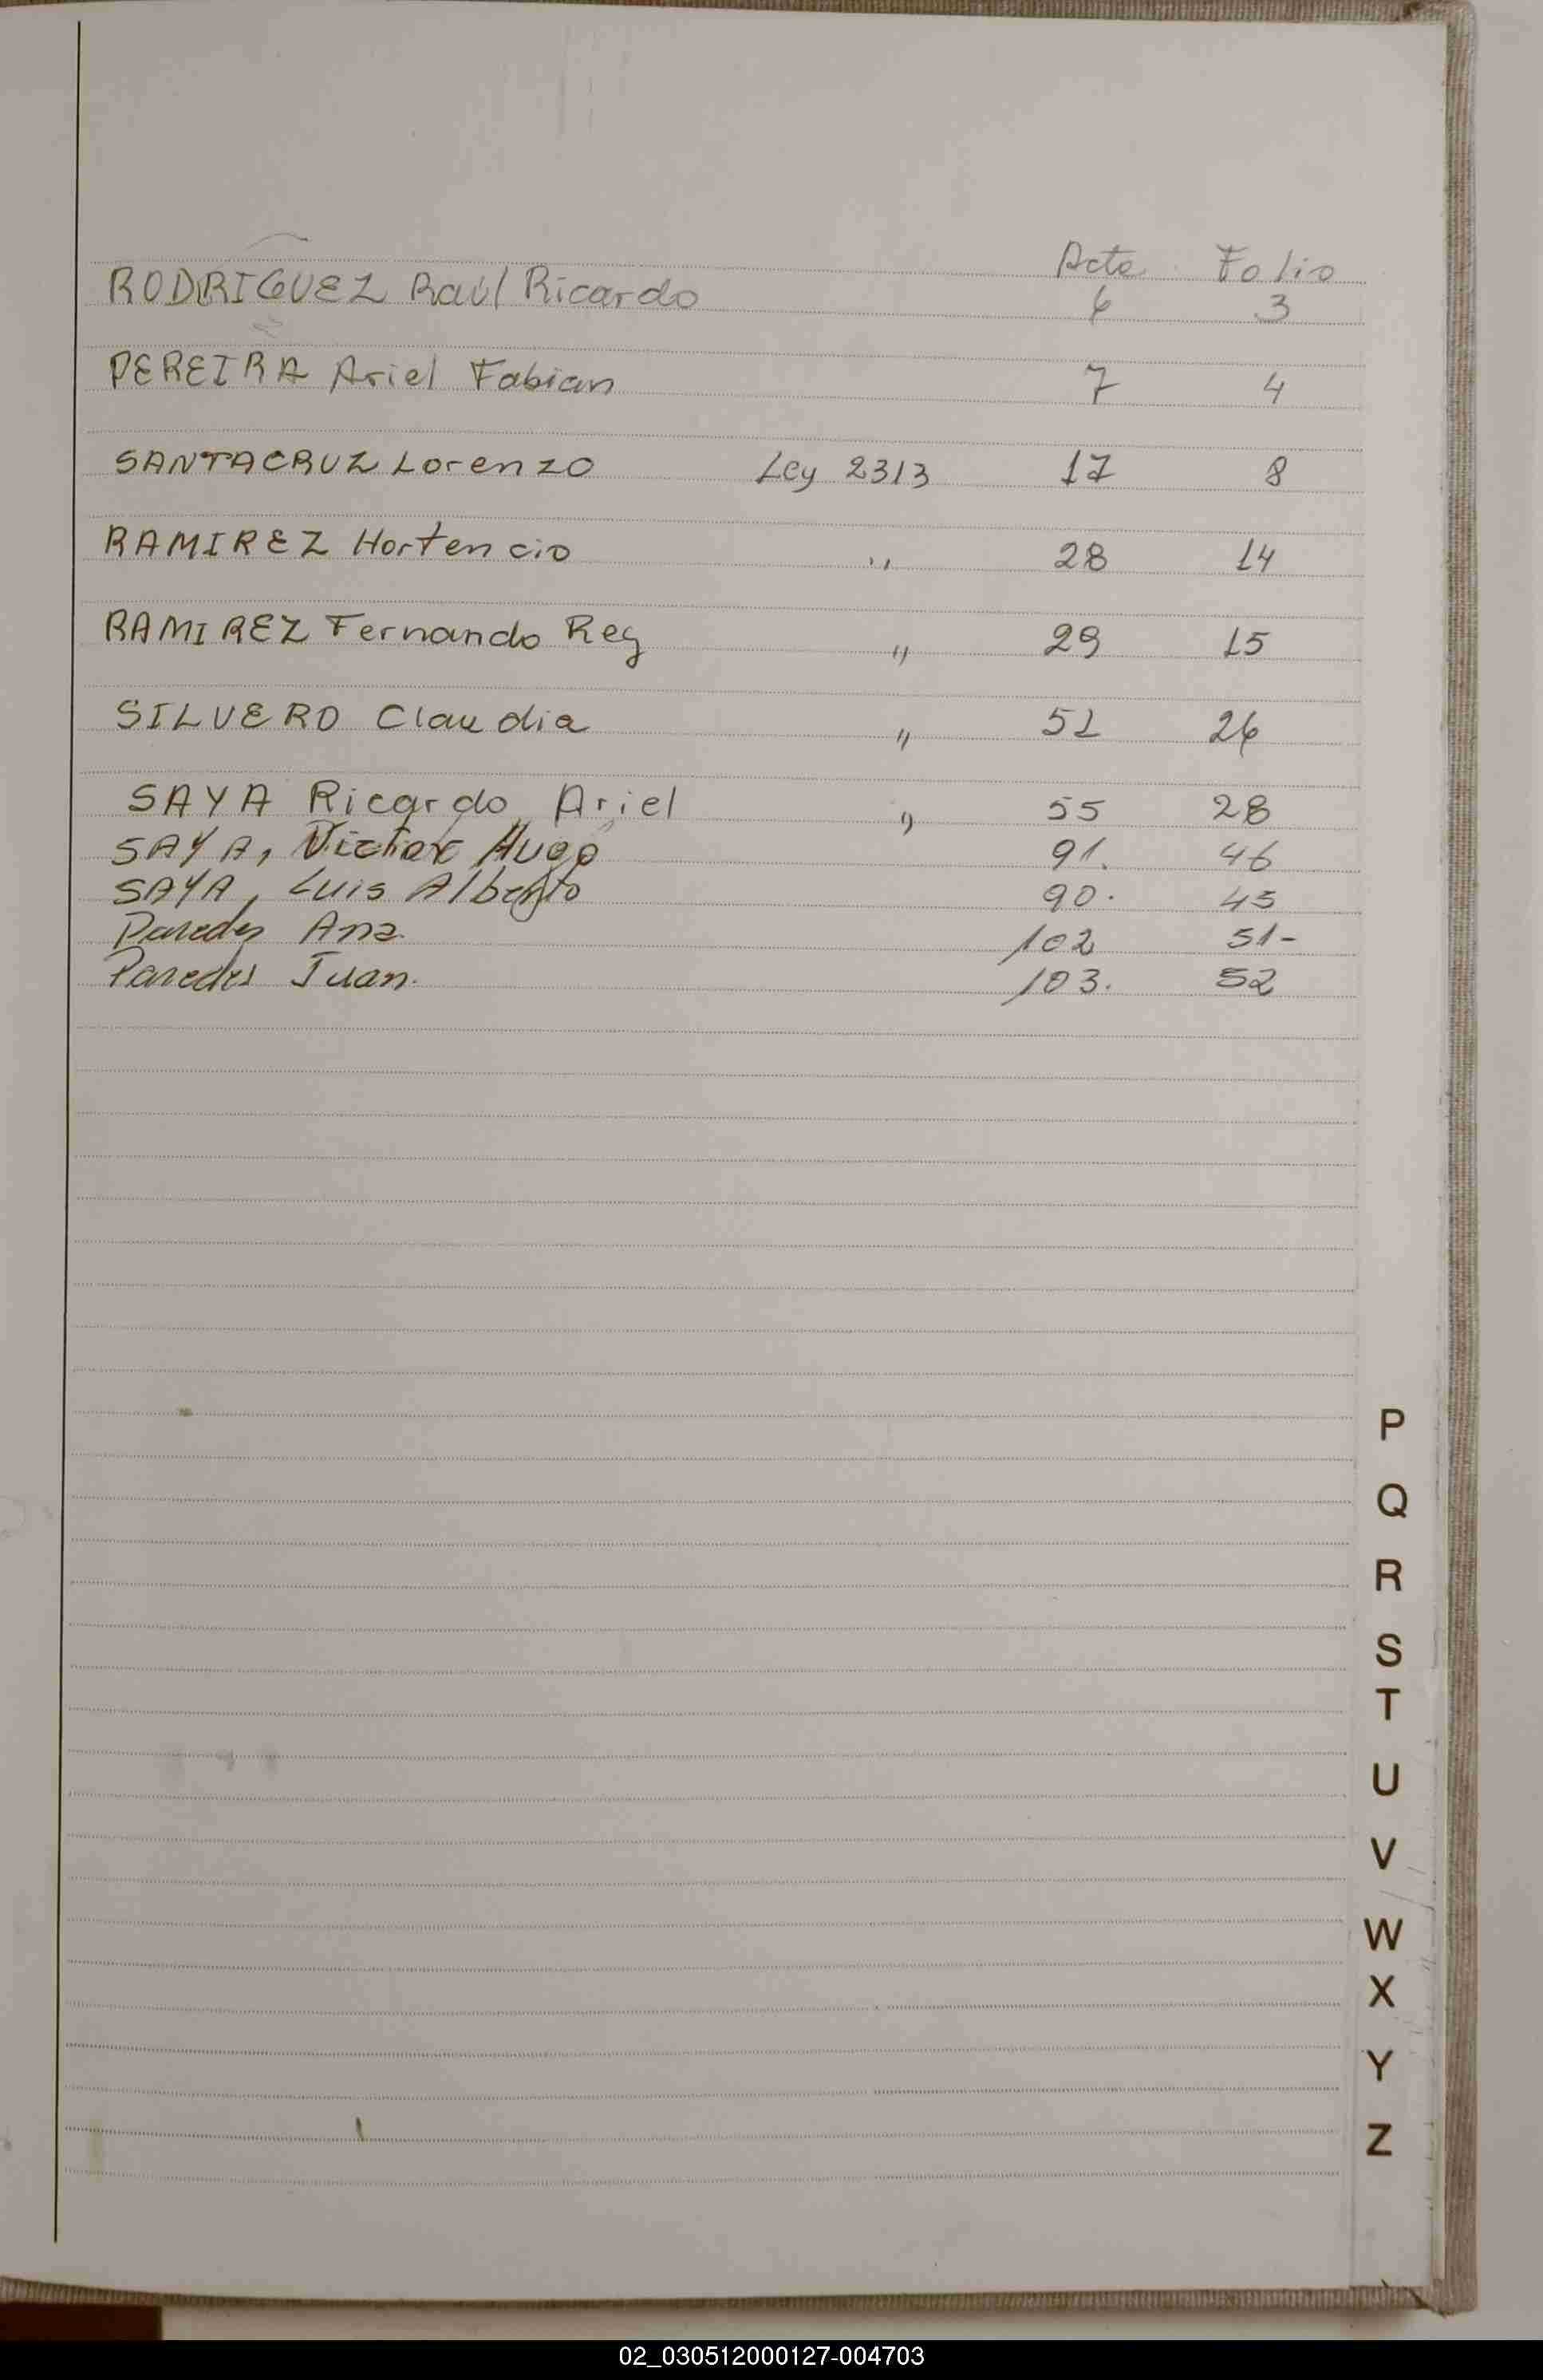 Acta Folio
RODRIGUEZ Raúl Ricardo 6 3
PEREIRA Ariel Fabian 7 4
SANTACRUZ Lorenzo Ley 2313 17 8
RAMIREZ Hortencio " 28 14
RAMIREZ Fernando Reg " 29 15
SILVERO Claudia " 51 26
SAYA Ricardo Ariel " 55 28
SAYA, Victor Hugo 91. 46
SAYA, Luis Alberto 90. 45
Paredes Ana 102 51-
Paredes Juan. 103. 52
P
Q
R
S
T
U
V
W
X
Y
Z
02_030512000127-004703